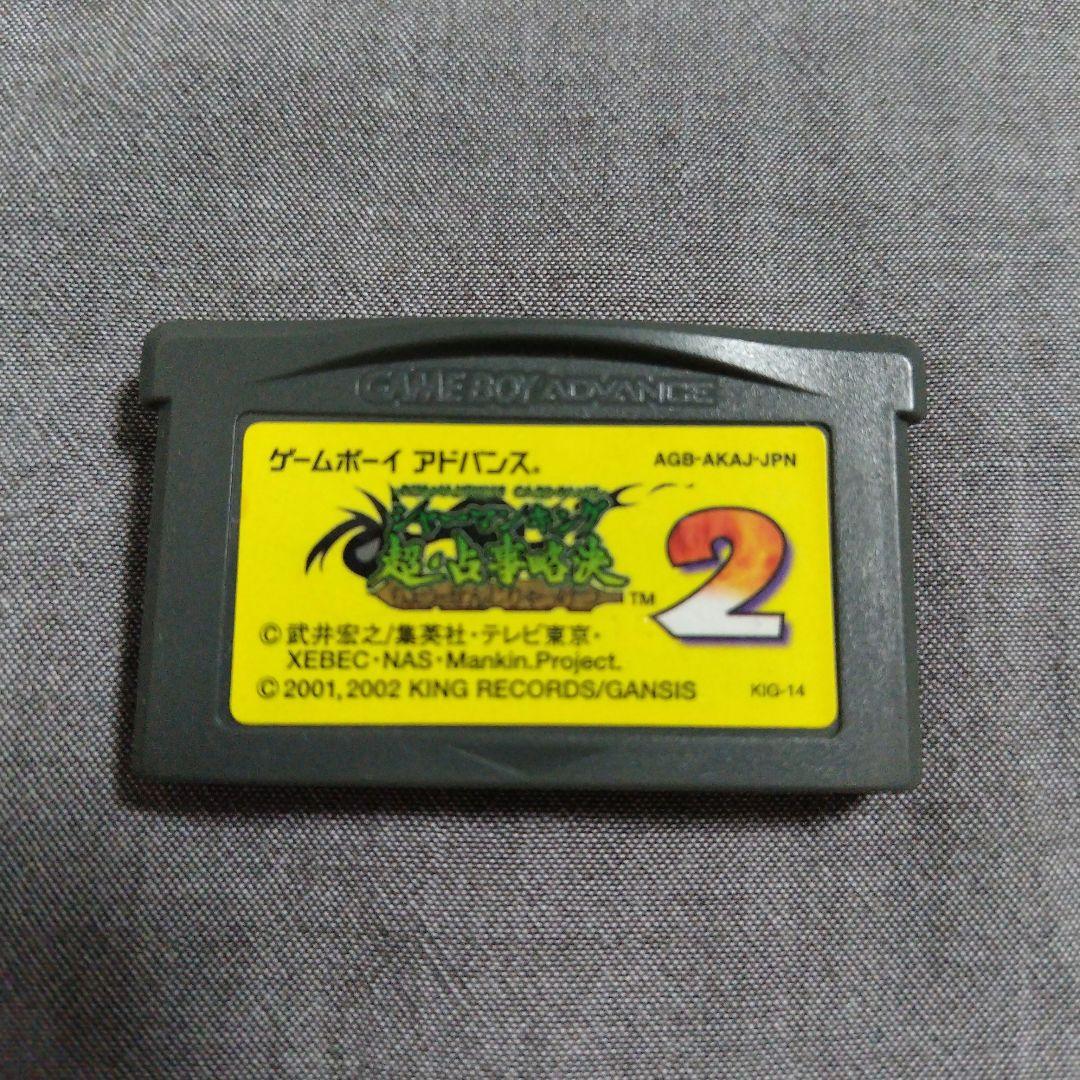 GAME BOY ADVANCE
ゲームボーイ アドバンス®
AGB-AKAJ-JPN
シャーマンキング
超・占事略決
TM
2
© 武井宏之/集英社・テレビ東京・
XEBEC・NAS・Mankin.Project.
© 2001, 2002 KING RECORDS/GANSIS
KIG-14